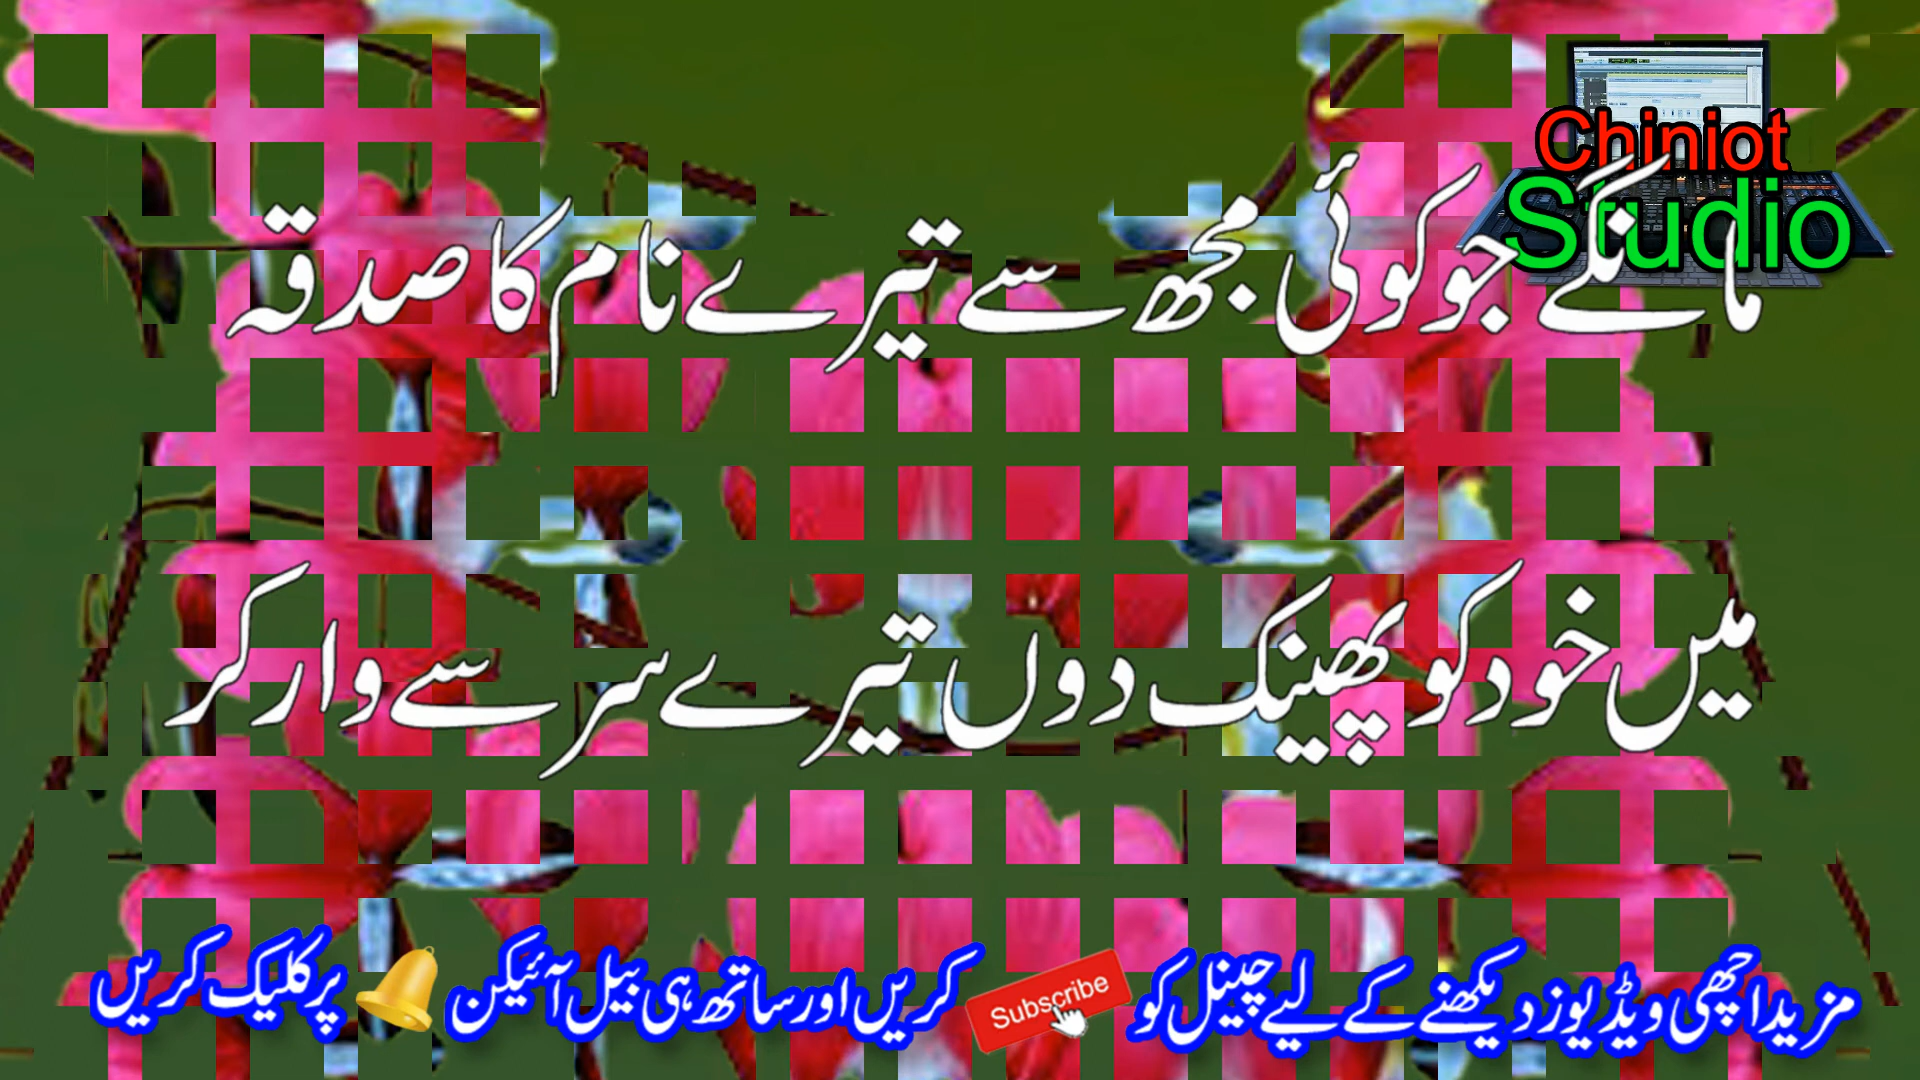 Chiniot
Studio
مانگے جو کوئی مجھ سے تیرے نام کا صدقہ
میں خود کو پھینک دوں تیرے سر سے وار کر
مزید اچھی ویڈیوز دیکھنے کے لیے چینل کو Subscribe کریں اور ساتھ ہی بیل آئیکن پر کلیک کریں